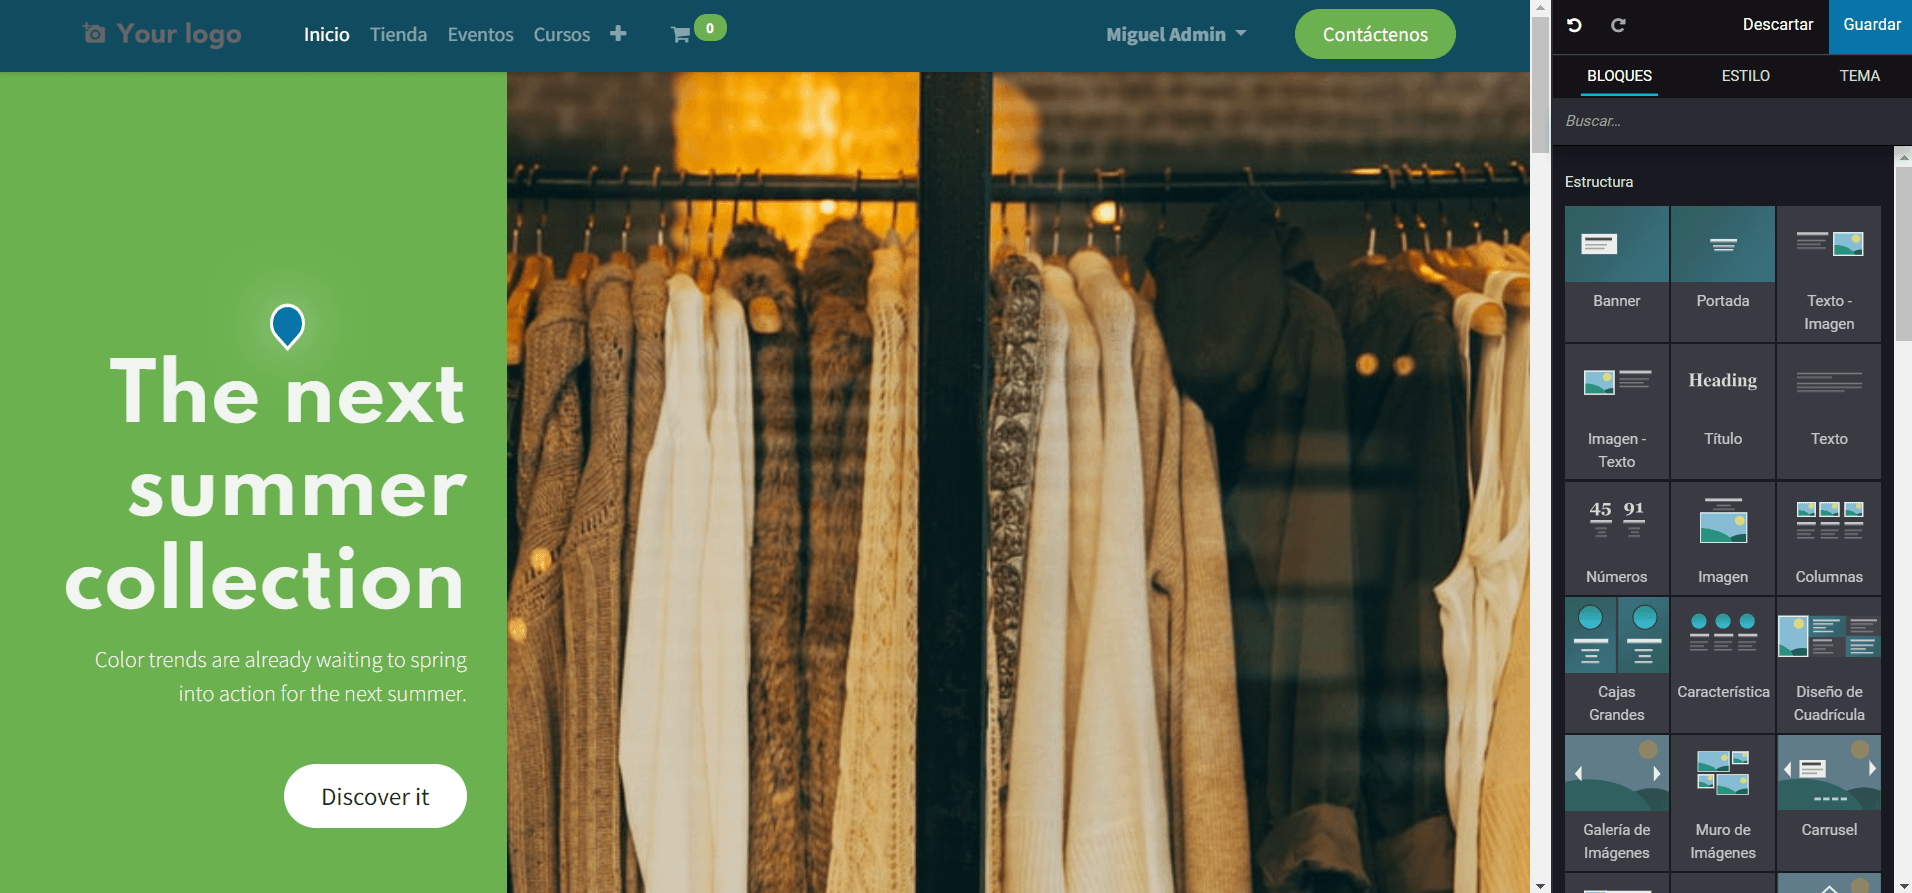 Your logo
Inicio Tienda Eventos Cursos
0
Miguel Admin
Contáctenos
Descartar
Guardar
BLOQUES ESTILO TEMA
Buscar...
The next
summer
collection
Color trends are already waiting to spring
into action for the next summer.
Discover it
Estructura
Banner
Portada
Texto -
Imagen
Imagen -
Texto
Heading
Título
Texto
45 91
Números
Imagen
Columnas
Cajas
Grandes
Característica
Diseño de
Cuadrícula
Galería de
Imágenes
Muro de
Imágenes
Carrusel